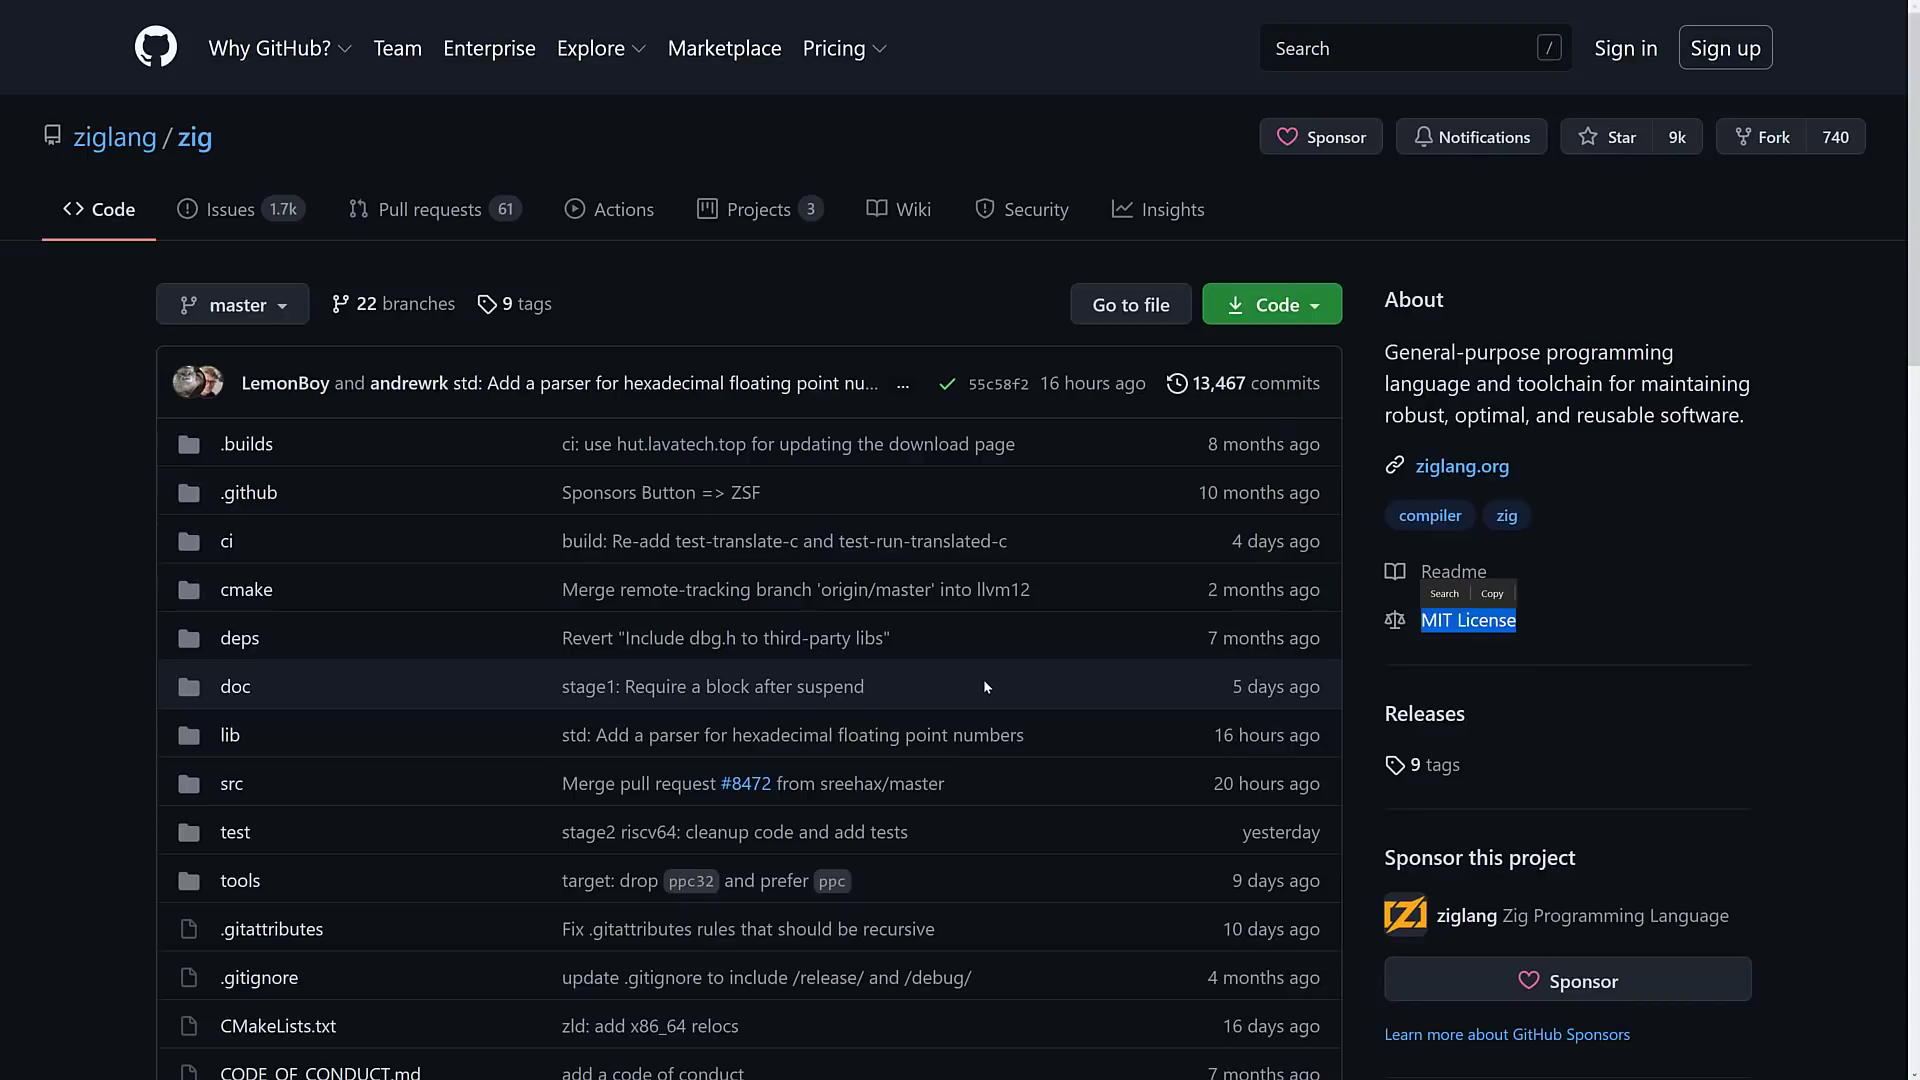 Why GitHub? Team Enterprise Explore Marketplace Pricing Search / Sign in Sign up
ziglang / zig Sponsor Notifications Star 9k Fork 740
Code Issues 1.7k Pull requests 61 Actions Projects 3 Wiki Security Insights
master 22 branches 9 tags Go to file Code
LemonBoy and andrewrk std: Add a parser for hexadecimal floating point nu... ... 55c58f2 16 hours ago 13,467 commits
.builds ci: use hut.lavatech.top for updating the download page 8 months ago
.github Sponsors Button => ZSF 10 months ago
ci build: Re-add test-translate-c and test-run-translated-c 4 days ago
cmake Merge remote-tracking branch 'origin/master' into llvm12 2 months ago
deps Revert "Include dbg.h to third-party libs" 7 months ago
doc stage1: Require a block after suspend 5 days ago
lib std: Add a parser for hexadecimal floating point numbers 16 hours ago
src Merge pull request #8472 from sreehax/master 20 hours ago
test stage2 riscv64: cleanup code and add tests yesterday
tools target: drop ppc32 and prefer ppc 9 days ago
.gitattributes Fix .gitattributes rules that should be recursive 10 days ago
.gitignore update .gitignore to include /release/ and /debug/ 4 months ago
CMakeLists.txt zld: add x86_64 relocs 16 days ago
CODE_OF_CONDUCT.md add a code of conduct 7 months ago
About
General-purpose programming
language and toolchain for maintaining
robust, optimal, and reusable software.
ziglang.org
compiler zig
Readme
Search Copy
MIT License
Releases
9 tags
Sponsor this project
ziglang Zig Programming Language
Sponsor
Learn more about GitHub Sponsors